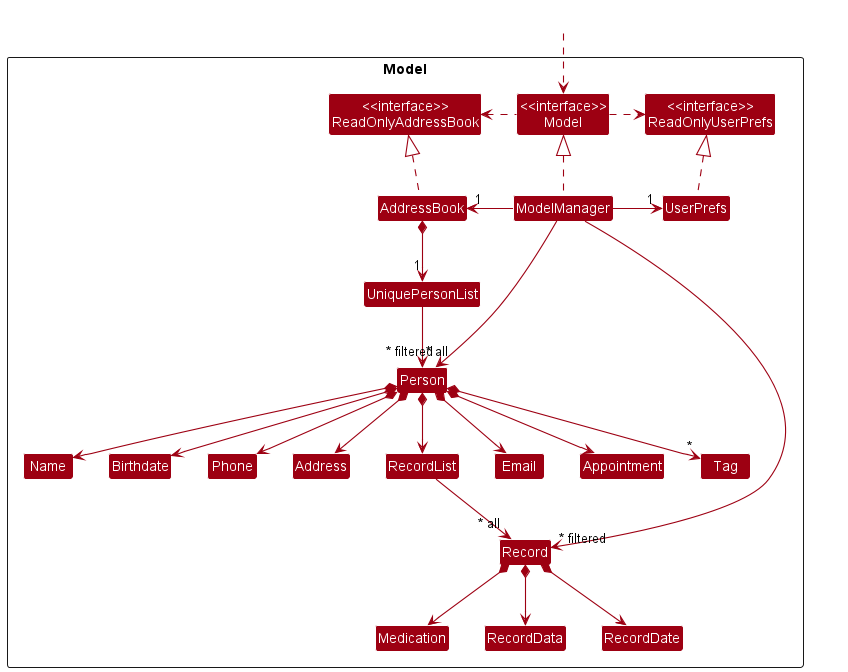 Model
<<interface>>
ReadOnlyAddressBook
<<interface>>
Model
<<interface>>
ReadOnlyUserPrefs
AddressBook
1
ModelManager
1
UserPrefs
1
UniquePersonList
* filtered
* all
Person
Name
Birthdate
Phone
Address
RecordList
Email
Appointment
*
Tag
* all
* filtered
Record
Medication
RecordData
RecordDate